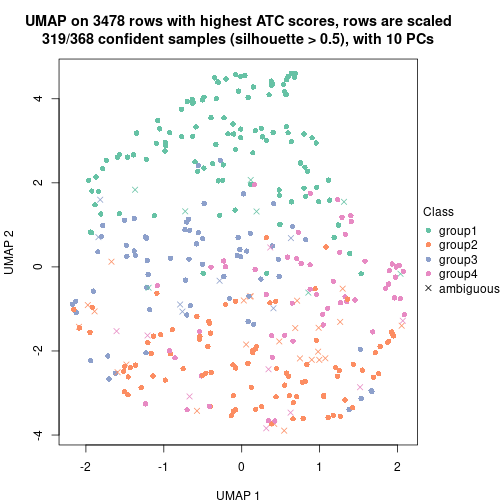 UMAP on 3478 rows with highest ATC scores, rows are scaled
319/368 confident samples (silhouette > 0.5), with 10 PCs
4
2
0
-2
-4
UMAP 2
-2
-1
0
1
2
UMAP 1
Class
group1
group2
group3
group4
ambiguous